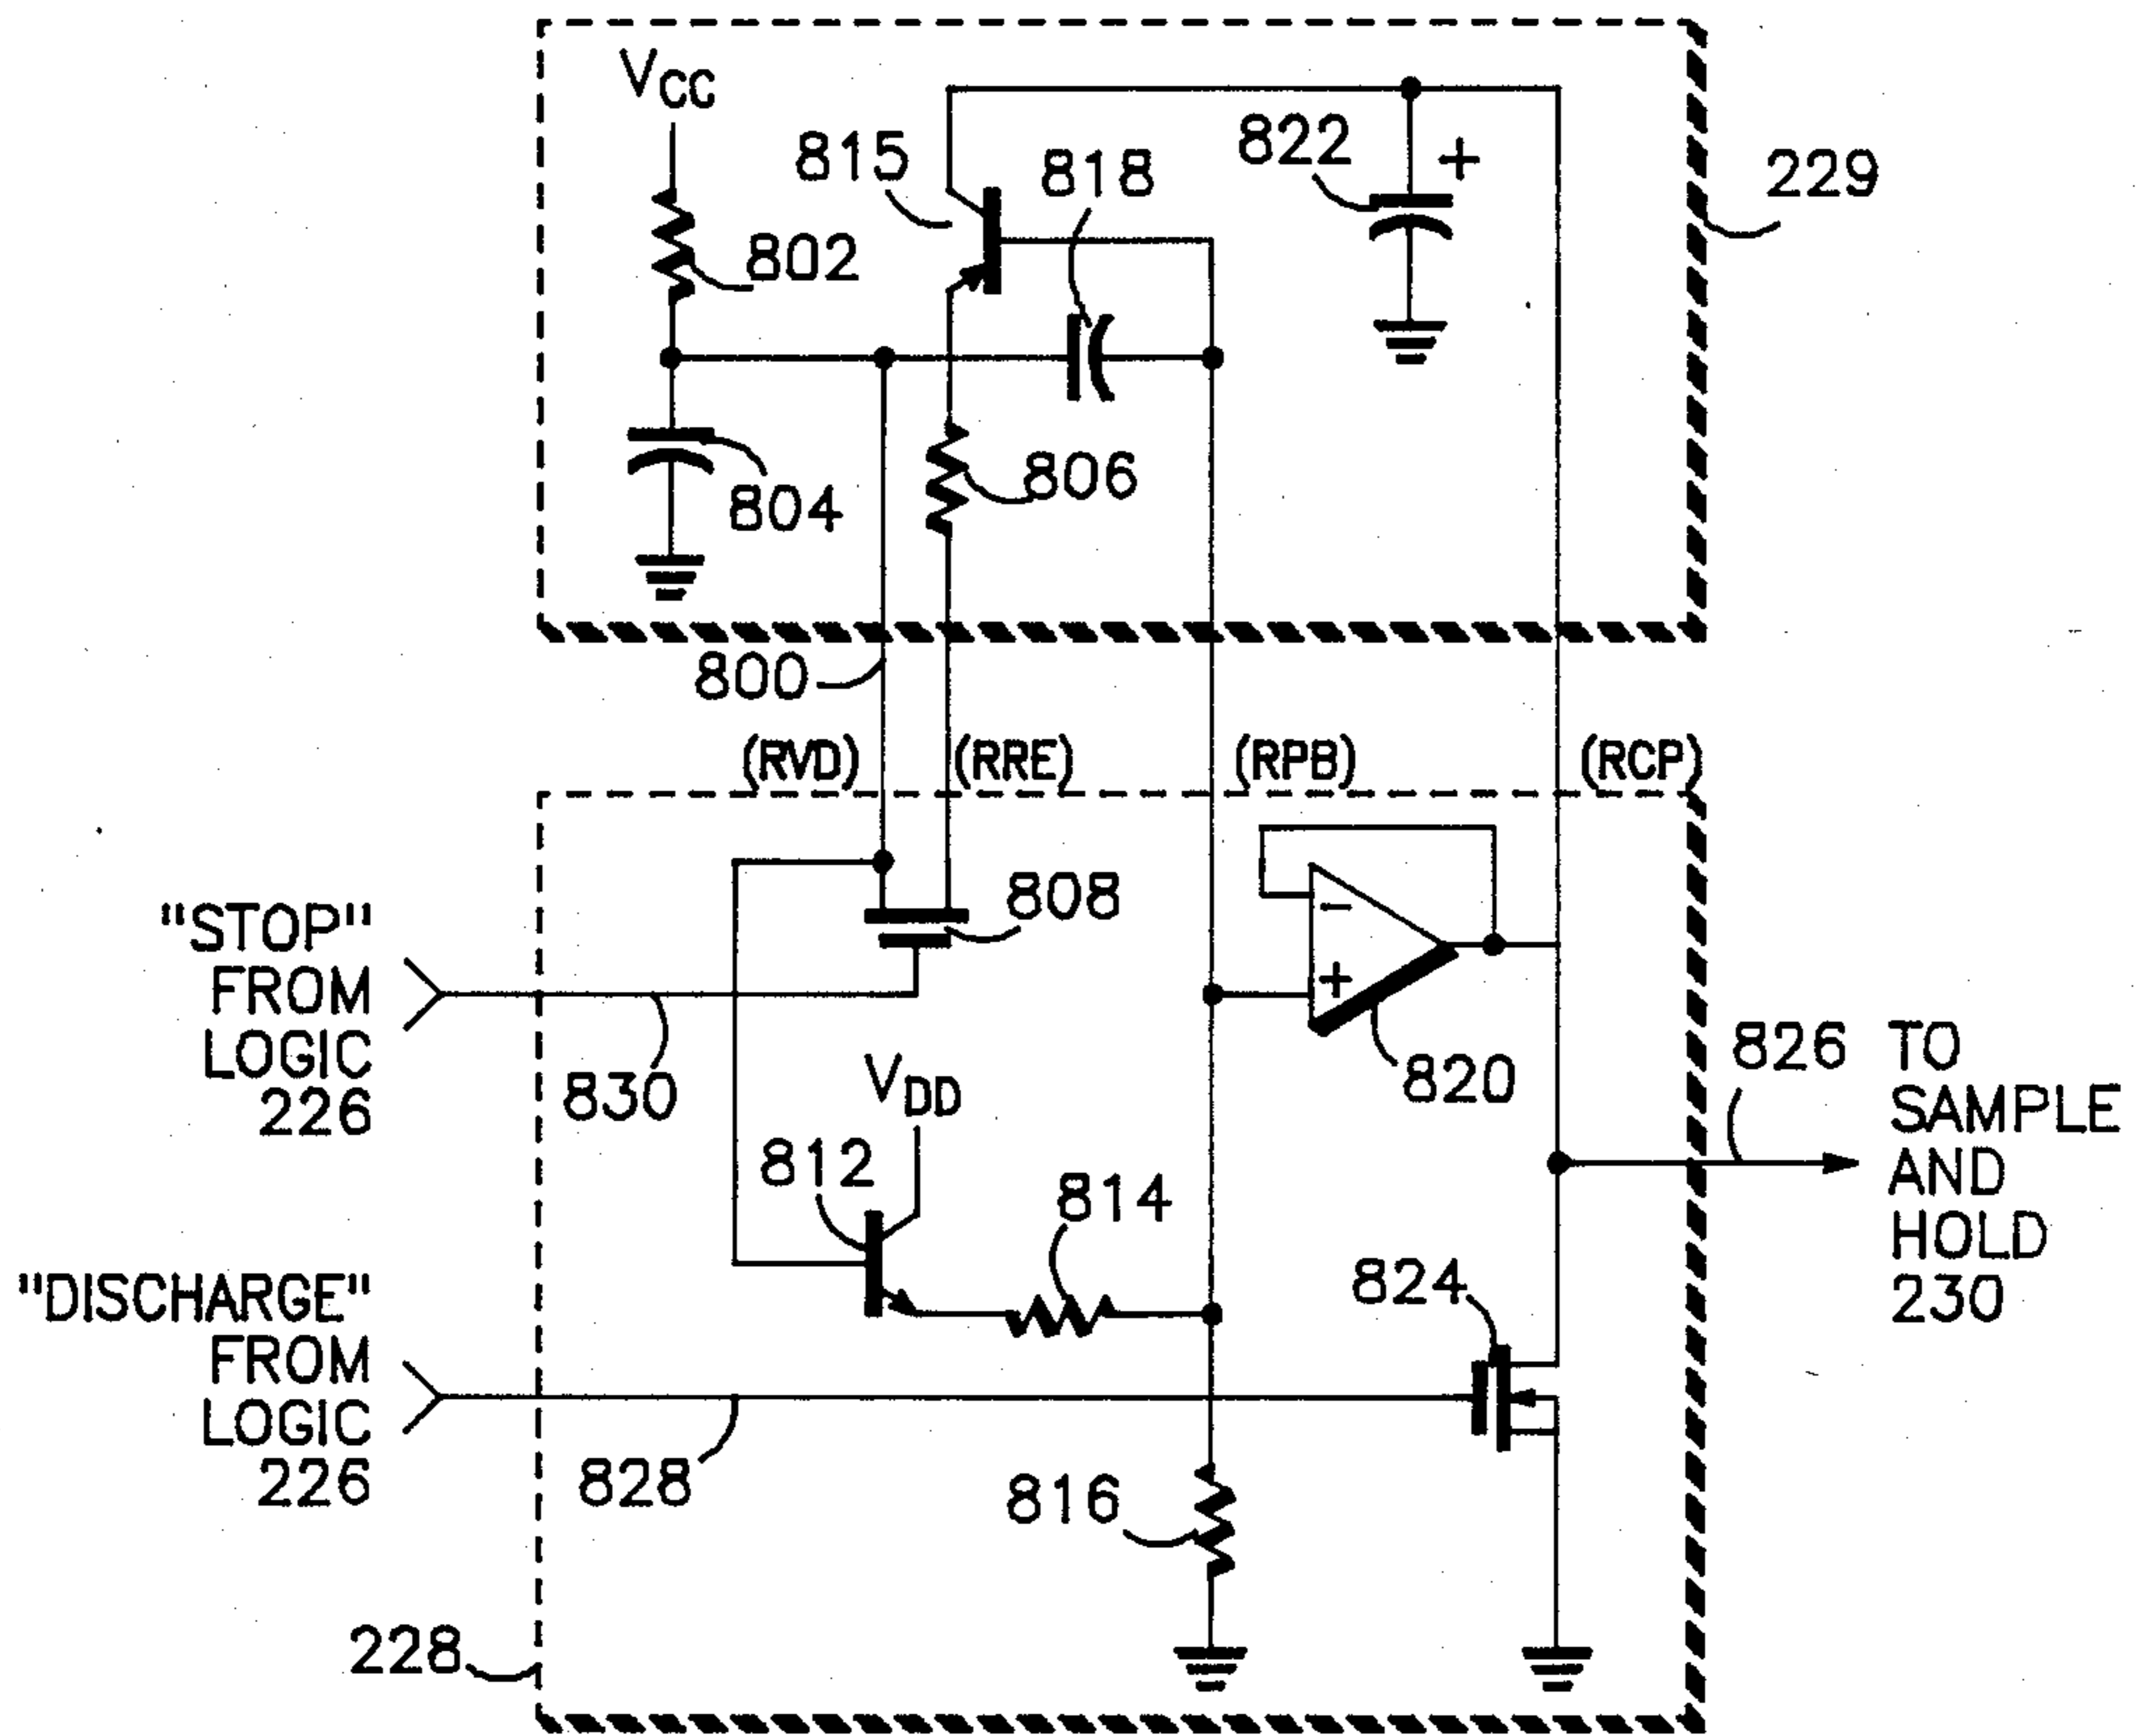 VCC
815
818
822
+
229
802
806
804
800
(RVD)
(RRE)
(RPB)
(RCP)
808
"STOP"
FROM
LOGIC
226
-
+
830
VDD
820
826
TO
SAMPLE
AND
HOLD
230
812
814
824
"DISCHARGE"
FROM
LOGIC
226
828
816
228